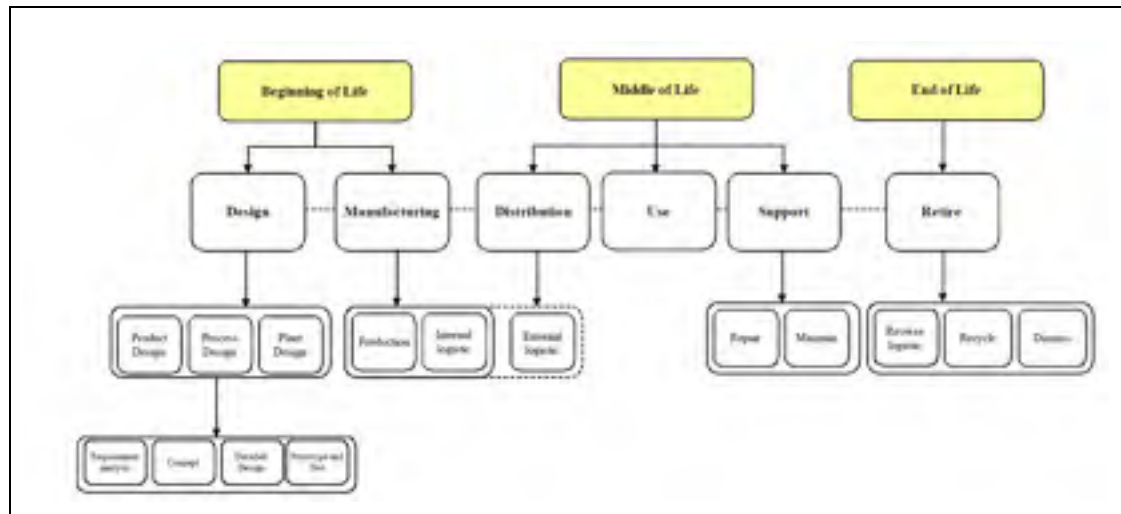 Beginning of Life
Middle of Life
End of Life
Design
Manufacturing
Distribution
Use
Support
Retire
Product
Design
Process
Design
Plant
Design
Production
Internal
logistic
External
logistic
Repair
Maintain
Reverse
logistic
Recycle
Dismiss
Requirement
analysis
Concept
Detailed
Design
Prototype and
Test